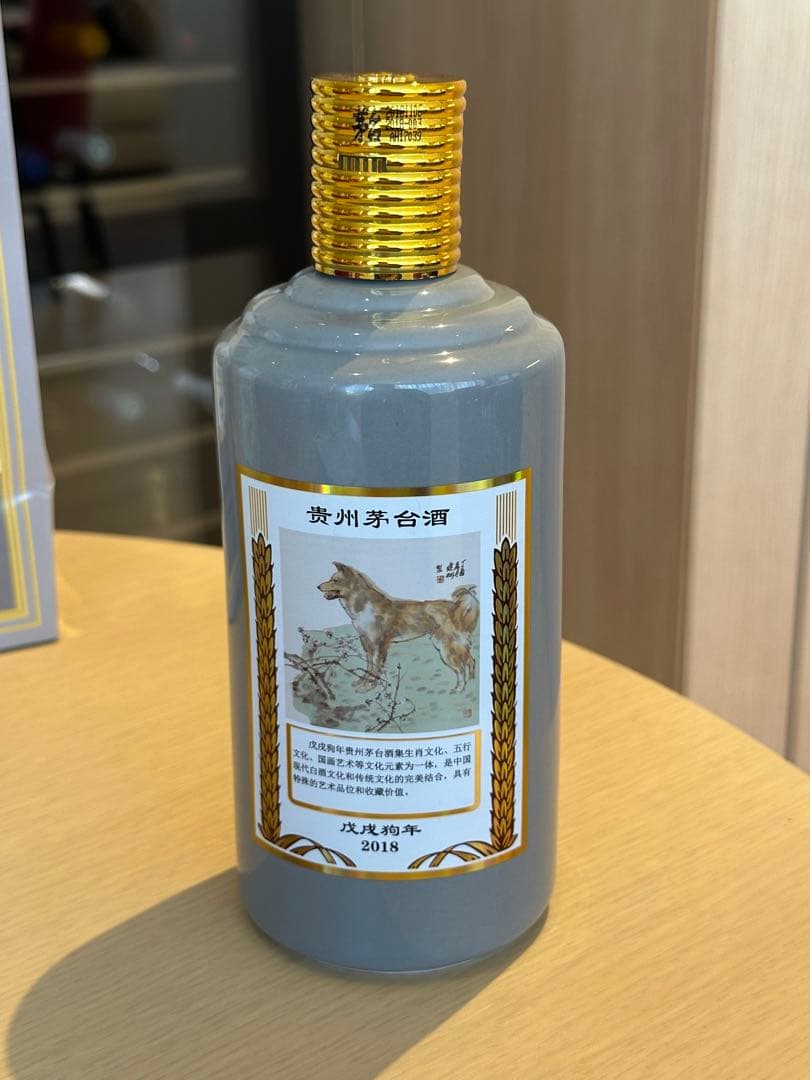 茅台
贵州茅台酒
戊戌狗年贵州茅台酒集生肖文化、五行
文化、国画艺术等文化元素为一体，是中国
现代白酒文化和传统文化的完美结合，具有
特殊的艺术品位和收藏价值。
戊戌狗年
2018